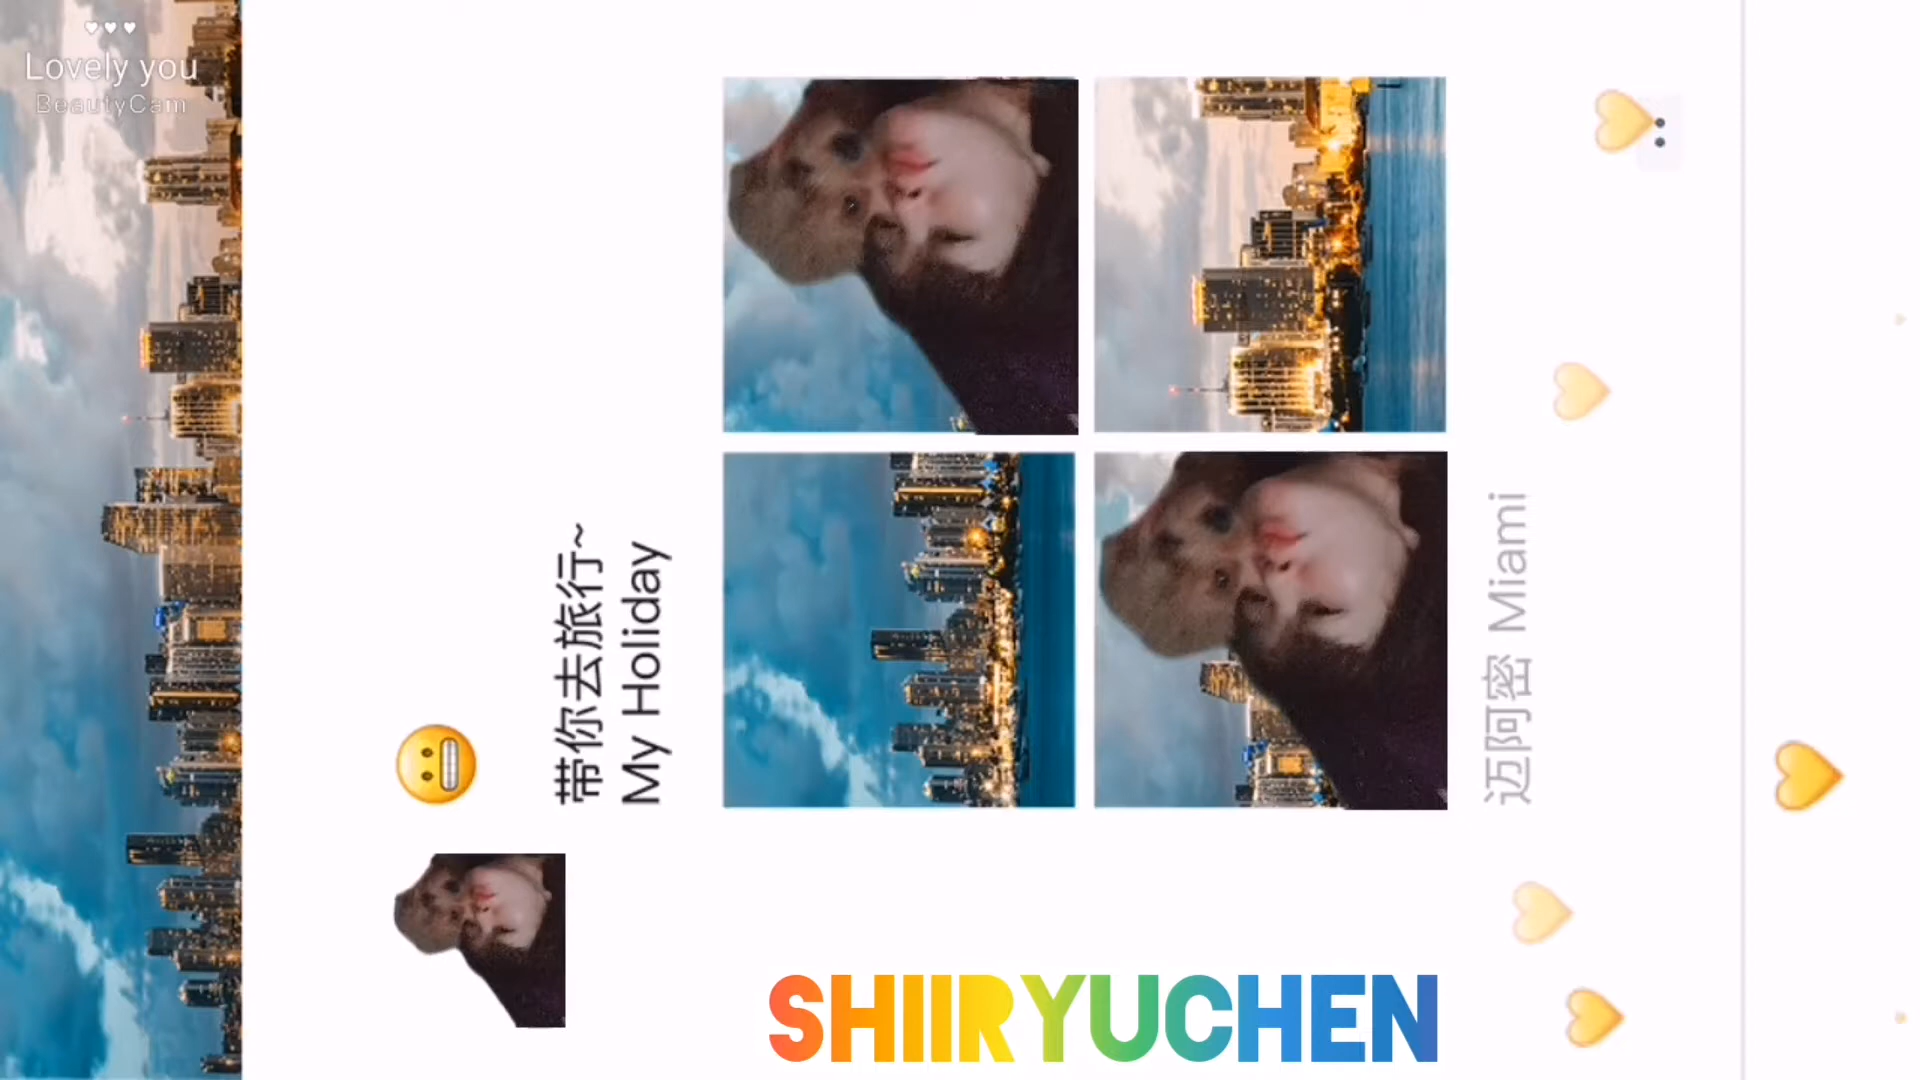 Lovely you
BeautyCam
带你去旅行~
My Holiday
迈阿密 Miami
SHIIRYUCHEN